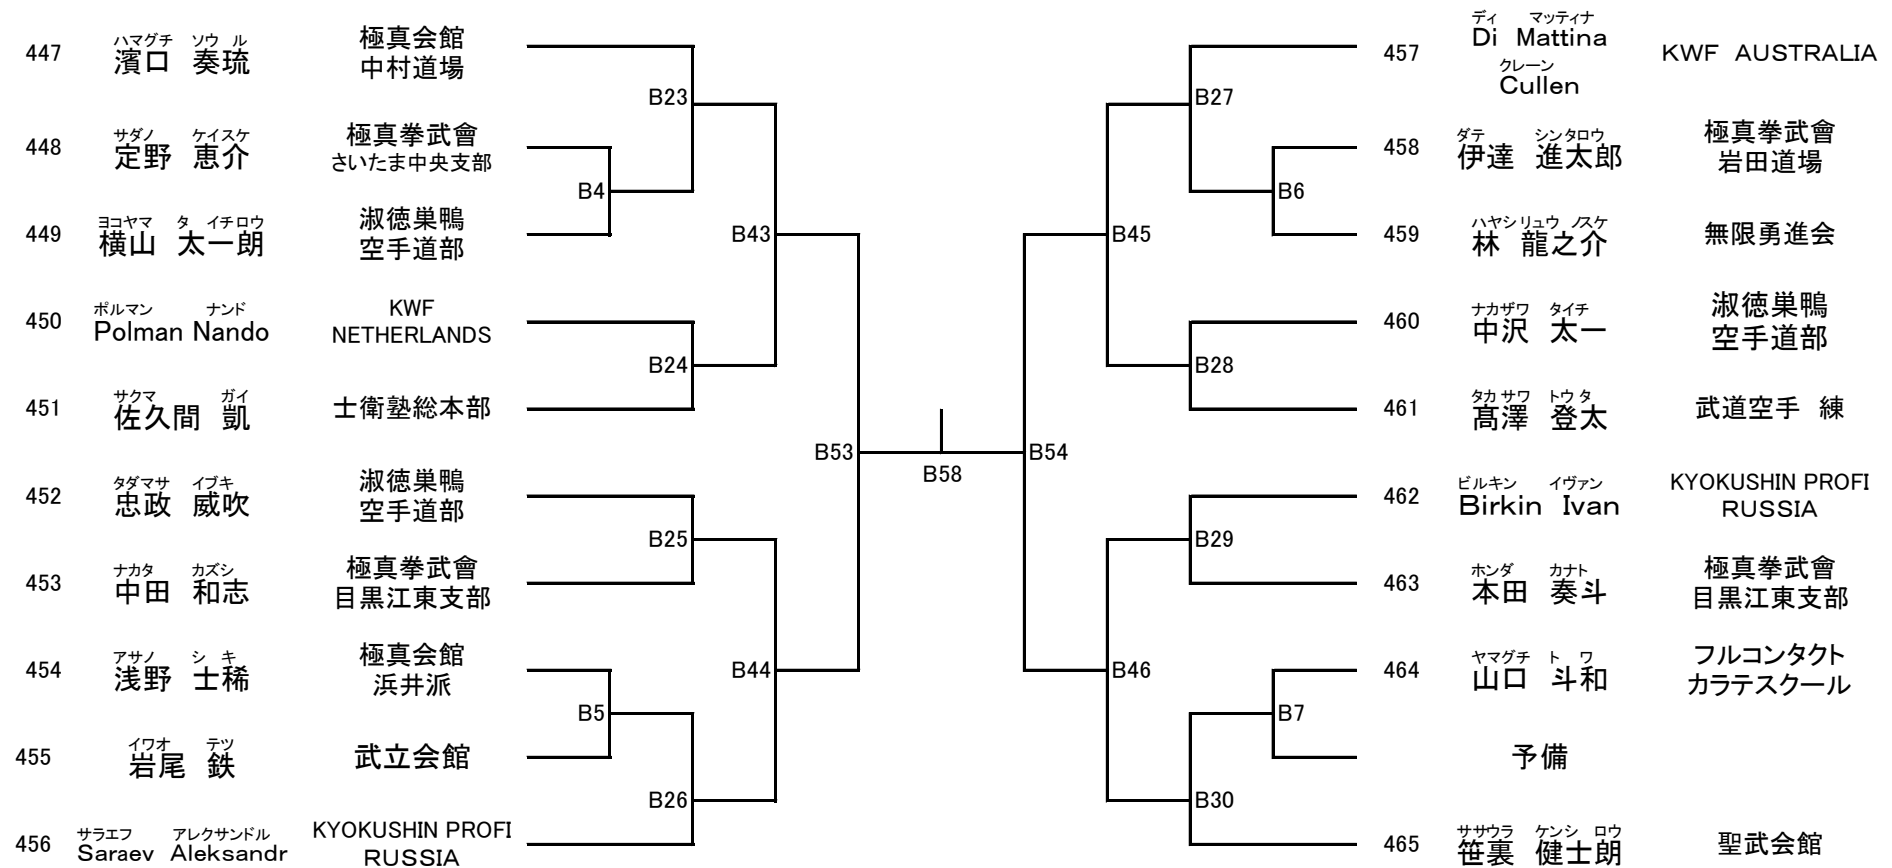 ハマグチ ソウ ル
447 濱口 奏琉 極真会館
中村道場
サダノ ケイスケ
448 定野 恵介 極真拳武會
さいたま中央支部
ヨコヤマ タ イチロウ
449 横山 太一朗 淑徳巣鴨
空手道部
ポルマン ナンド
450 Polman Nando KWF
NETHERLANDS
サクマ ガイ
451 佐久間 凱 士衛塾総本部
タダマサ イブキ
452 忠政 威吹 淑徳巣鴨
空手道部
ナカタ カズシ
453 中田 和志 極真拳武會
目黒江東支部
アサノ シ キ
454 浅野 士稀 極真会館
浜井派
イワオ テツ
455 岩尾 鉄 武立会館
サラエフ アレクサンドル
456 Saraev Aleksandr KYOKUSHIN PROFI
RUSSIA
B23
B4
B43
B24
B53
B25
B44
B5
B26
B58
B27
B6
B45
B28
B54
B29
B46
B7
B30
ディ マッティナ
457 Di Mattina
クレーン
Cullen
KWF AUSTRALIA
ダテ シンタロウ
458 伊達 進太郎 極真拳武會
岩田道場
ハヤシリュウ ノスケ
459 林 龍之介 無限勇進会
ナカザワ タイチ
460 中沢 太一 淑徳巣鴨
空手道部
タカ サワ トウ タ
461 髙澤 登太 武道空手 練
ビルキン イヴァン
462 Birkin Ivan KYOKUSHIN PROFI
RUSSIA
ホンダ カナト
463 本田 奏斗 極真拳武會
目黒江東支部
ヤマグチ ト ワ
464 山口 斗和 フルコンタクト
カラテスクール
予備
ササウラ ケンシ ロウ
465 笹裏 健士朗 聖武会館